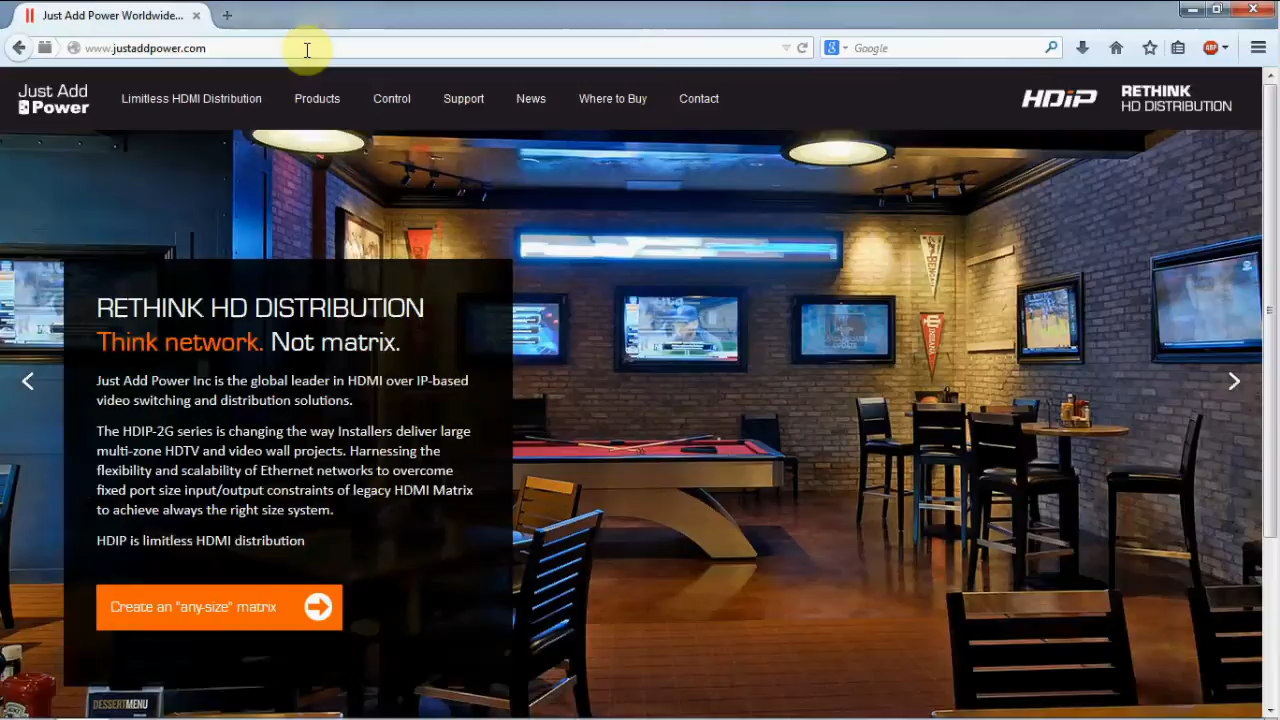 Just Add Power Worldwide...
www.justaddpower.com
Google
ABP
Just Add Power
Limitless HDMI Distribution
Products
Control
Support
News
Where to Buy
Contact
HDiP
RETHINK
HD DISTRIBUTION
RETHINK HD DISTRIBUTION
Think network. Not matrix.
Just Add Power Inc is the global leader in HDMI over IP-based
video switching and distribution solutions.
The HDIP-2G series is changing the way Installers deliver large
multi-zone HDTV and video wall projects. Harnessing the
flexibility and scalability of Ethernet networks to overcome
fixed port size input/output constraints of legacy HDMI Matrix
to achieve always the right size system.
HDIP is limitless HDMI distribution
Create an "any-size" matrix
DESSERT MENU